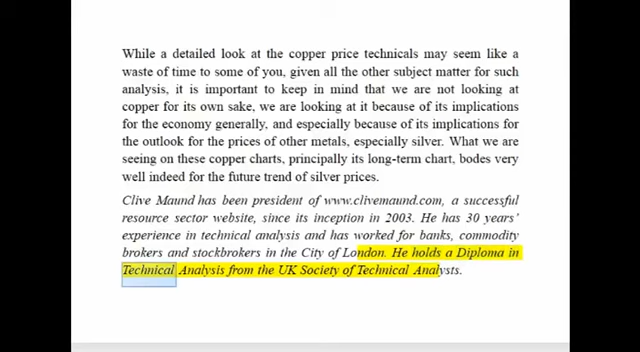 While a detailed look at the copper price technicals may seem like a
waste of time to some of you, given all the other subject matter for such
analysis, it is important to keep in mind that we are not looking at
copper for its own sake, we are looking at it because of its implications
for the economy generally, and especially because of its implications for
the outlook for the prices of other metals, especially silver. What we are
seeing on these copper charts, principally its long-term chart, bodes very
well indeed for the future trend of silver prices.
Clive Maund has been president of www.clivemaund.com, a successful
resource sector website, since its inception in 2003. He has 30 years'
experience in technical analysis and has worked for banks, commodity
brokers and stockbrokers in the City of London. He holds a Diploma in
Technical Analysis from the UK Society of Technical Analysts.